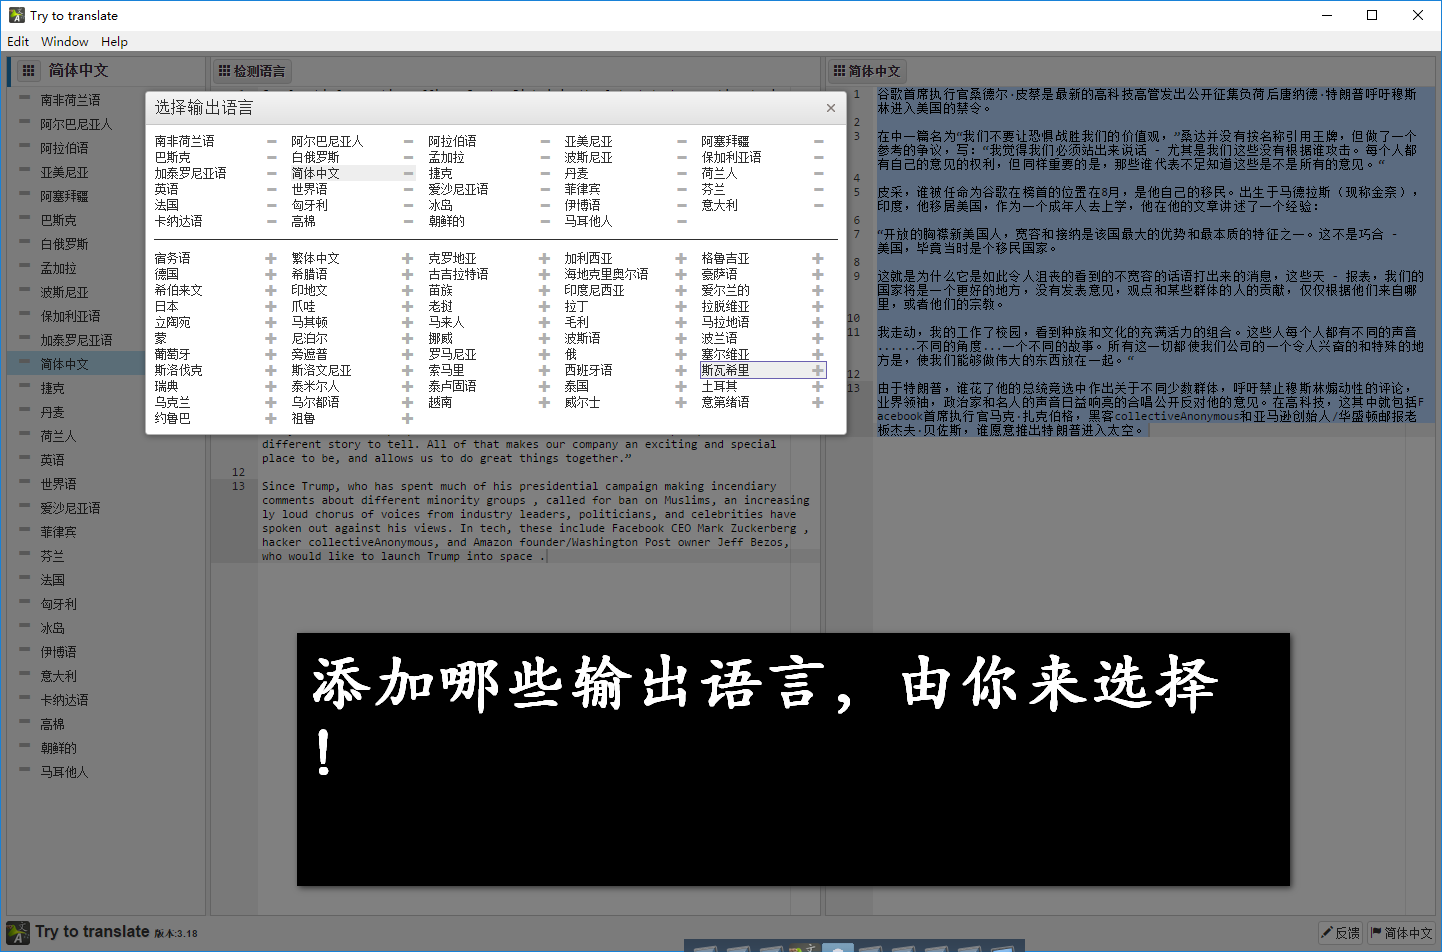 Try to translate
Edit Window Help
简体中文
南非荷兰语
阿尔巴尼亚人
阿拉伯语
亚美尼亚
阿塞拜疆
巴斯克
白俄罗斯
孟加拉
波斯尼亚
保加利亚语
加泰罗尼亚语
简体中文
捷克
丹麦
荷兰人
英语
世界语
爱沙尼亚语
菲律宾
芬兰
法国
匈牙利
冰岛
伊博语
意大利
卡纳达语
高棉
朝鲜的
马耳他人
检测语言
选择输出语言 ×
南非荷兰语 阿尔巴尼亚人 阿拉伯语 亚美尼亚 阿塞拜疆
巴斯克 白俄罗斯 孟加拉 波斯尼亚 保加利亚语
加泰罗尼亚语 简体中文 捷克 丹麦 荷兰人
英语 世界语 爱沙尼亚语 菲律宾 芬兰
法国 匈牙利 冰岛 伊博语 意大利
卡纳达语 高棉 朝鲜的 马耳他人
宿务语 繁体中文 克罗地亚 加利西亚 格鲁吉亚
德国 希腊语 古吉拉特语 海地克里奥尔语 豪萨语
希伯来文 印地文 苗族 印度尼西亚 爱尔兰的
日本 爪哇 老挝 拉丁 拉脱维亚
立陶宛 马其顿 马来人 毛利 马拉地语
蒙 尼泊尔 挪威 波斯语 波兰语
葡萄牙 旁遮普 罗马尼亚 俄 塞尔维亚
斯洛伐克 斯洛文尼亚 索马里 西班牙语 斯瓦希里
瑞典 泰米尔人 泰卢固语 泰国 土耳其
乌克兰 乌尔都语 越南 威尔士 意第绪语
约鲁巴 祖鲁
different story to tell. All of that makes our company an exciting and special
place to be, and allows us to do great things together.”
12
13 Since Trump, who has spent much of his presidential campaign making incendiary
comments about different minority groups , called for ban on Muslims, an increasing
ly loud chorus of voices from industry leaders, politicians, and celebrities have
spoken out against his views. In tech, these include Facebook CEO Mark Zuckerberg ,
hacker collectiveAnonymous, and Amazon founder/Washington Post owner Jeff Bezos,
who would like to launch Trump into space .
简体中文
1 谷歌首席执行官桑德尔·皮蔡是最新的高科技高管发出公开征集负荷后唐纳德·特朗普呼吁穆斯
林进入美国的禁令。
2
3 在中一篇名为“我们不要让恐惧战胜我们的价值观，”桑达并没有按名称引用王牌，但做了一个
参考的争议，写：“我觉得我们必须站出来说话 - 尤其是我们这些没有根据谁攻击。每个人都
有自己的意见的权利，但同样重要的是，那些谁代表不足知道这些是不是所有的意见。“
4
5 皮采，谁被任命为谷歌在榜首的位置在8月，是他自己的移民。出生于马德拉斯（现称金奈），
印度，他移居美国，作为一个成年人去上学，他在他的文章讲述了一个经验：
6
7 “开放的胸襟新美国人，宽容和接纳是该国最大的优势和最本质的特征之一。这不是巧合 -
美国，毕竟当时是个移民国家。
8
9 这就是为什么它是如此令人沮丧的看到的不宽容的话语打出来的消息，这些天 - 报表，我们的
国家将是一个更好的地方，没有发表意见，观点和某些群体的人的贡献，仅仅根据他们来自哪
里，或者他们的宗教。
10
11 我走动，我的工作了校园，看到种族和文化的充满活力的组合。这些人每个人都有不同的声音
......不同的角度...一个不同的故事。所有这一切都使我们公司的一个令人兴奋的和特殊的地
方是，使我们能够做伟大的东西放在一起。“
12
13 由于特朗普，谁花了他的总统竞选中作出关于不同少数群体，呼吁禁止穆斯林煽动性的评论，
业界领袖，政治家和名人的声音日益响亮的合唱公开反对他的意见。在高科技，这其中就包括F
acebook首席执行官马克·扎克伯格，黑客collectiveAnonymous和亚马逊创始人/华盛顿邮报老
板杰夫·贝佐斯，谁愿意推出特朗普进入太空。
添加哪些输出语言，由你来选择
！
Try to translate 版本:3.18
反馈 简体中文